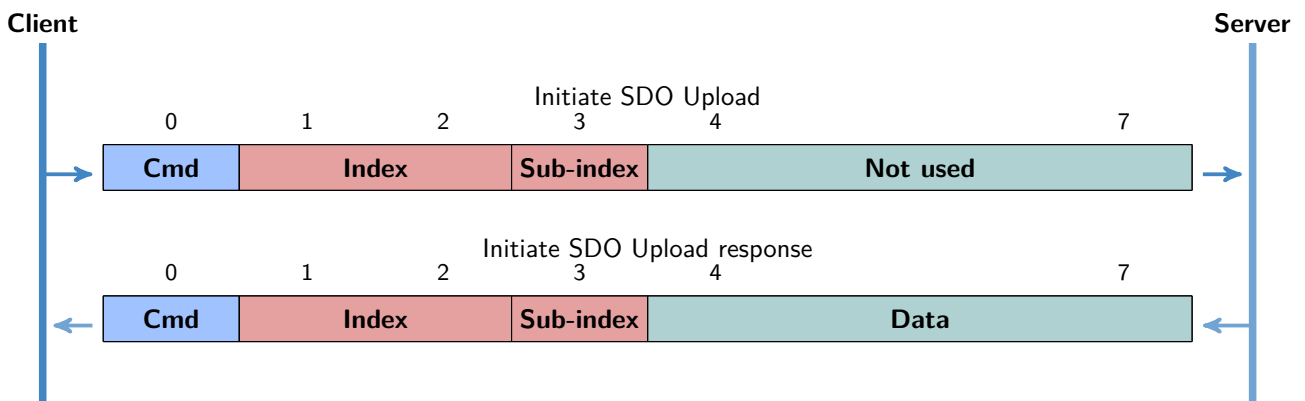 Client Server
Initiate SDO Upload
0 1 2 3 4 7
Cmd Index Sub-index Not used
Initiate SDO Upload response
0 1 2 3 4 7
Cmd Index Sub-index Data